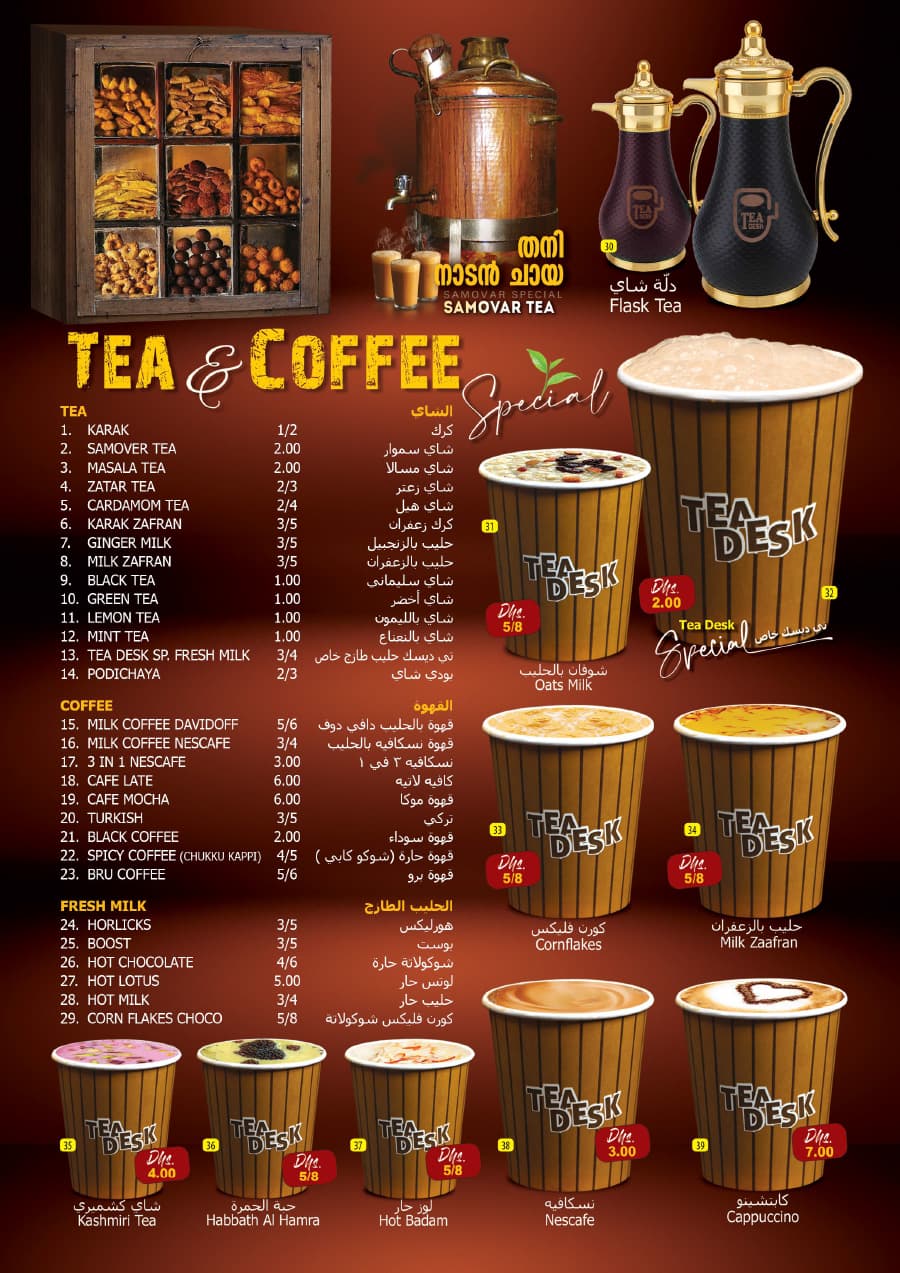 TEA DESK
TEA DESK
30
دلّة شاي
Flask Tea
തനി
നാടൻ ചായ
SAMOVAR SPECIAL
SAMOVAR TEA
TEA & COFFEE
Special
TEA الشاي
1. KARAK 1/2 كرك
2. SAMOVER TEA 2.00 شاي سموار
3. MASALA TEA 2.00 شاي مسالا
4. ZATAR TEA 2/3 شاي زعتر
5. CARDAMOM TEA 2/4 شاي هيل
6. KARAK ZAFRAN 3/5 كرك زعفران
7. GINGER MILK 3/5 حليب بالزنجبيل
8. MILK ZAFRAN 3/5 حليب بالزعفران
9. BLACK TEA 1.00 شاي سليماني
10. GREEN TEA 1.00 شاي أخضر
11. LEMON TEA 1.00 شاي بالليمون
12. MINT TEA 1.00 شاي بالنعناع
13. TEA DESK SP. FRESH MILK 3/4 تي ديسك حليب طازج خاص
14. PODICHAYA 2/3 بودي شاي
COFFEE القهوة
15. MILK COFFEE DAVIDOFF 5/6 قهوة بالحليب دافي دوف
16. MILK COFFEE NESCAFE 3/4 قهوة نسكافيه بالحليب
17. 3 IN 1 NESCAFE 3.00 نسكافيه ٣ في ١
18. CAFE LATE 6.00 كافيه لاتيه
19. CAFE MOCHA 6.00 قهوة موكا
20. TURKISH 3/5 تركي
21. BLACK COFFEE 2.00 قهوة سوداء
22. SPICY COFFEE (CHUKKU KAPPI) 4/5 قهوة حارة (شوكو كابي )
23. BRU COFFEE 5/6 قهوة برو
FRESH MILK الحليب الطازج
24. HORLICKS 3/5 هورليكس
25. BOOST 3/5 بوست
26. HOT CHOCOLATE 4/6 شوكولاتة حارة
27. HOT LOTUS 5.00 لوتس حار
28. HOT MILK 3/4 حليب حار
29. CORN FLAKES CHOCO 5/8 كورن فليكس شوكولاتة
31
TEA DESK
Dhs.
5/8
شوفان بالحليب
Oats Milk
TEA DESK
32
Dhs.
2.00
Tea Desk
Special تي ديسك خاص
33
TEA DESK
Dhs.
5/8
كورن فليكس
Cornflakes
34
TEA DESK
Dhs.
5/8
حليب بالزعفران
Milk Zaafran
35
TEA DESK
Dhs.
4.00
شاي كشميري
Kashmiri Tea
36
TEA DESK
Dhs.
5/8
حبة الحمرة
Habbath Al Hamra
37
TEA DESK
Dhs.
5/8
لوز حار
Hot Badam
38
TEA DESK
Dhs.
3.00
نسكافيه
Nescafe
39
TEA DESK
Dhs.
7.00
كابتشينو
Cappuccino